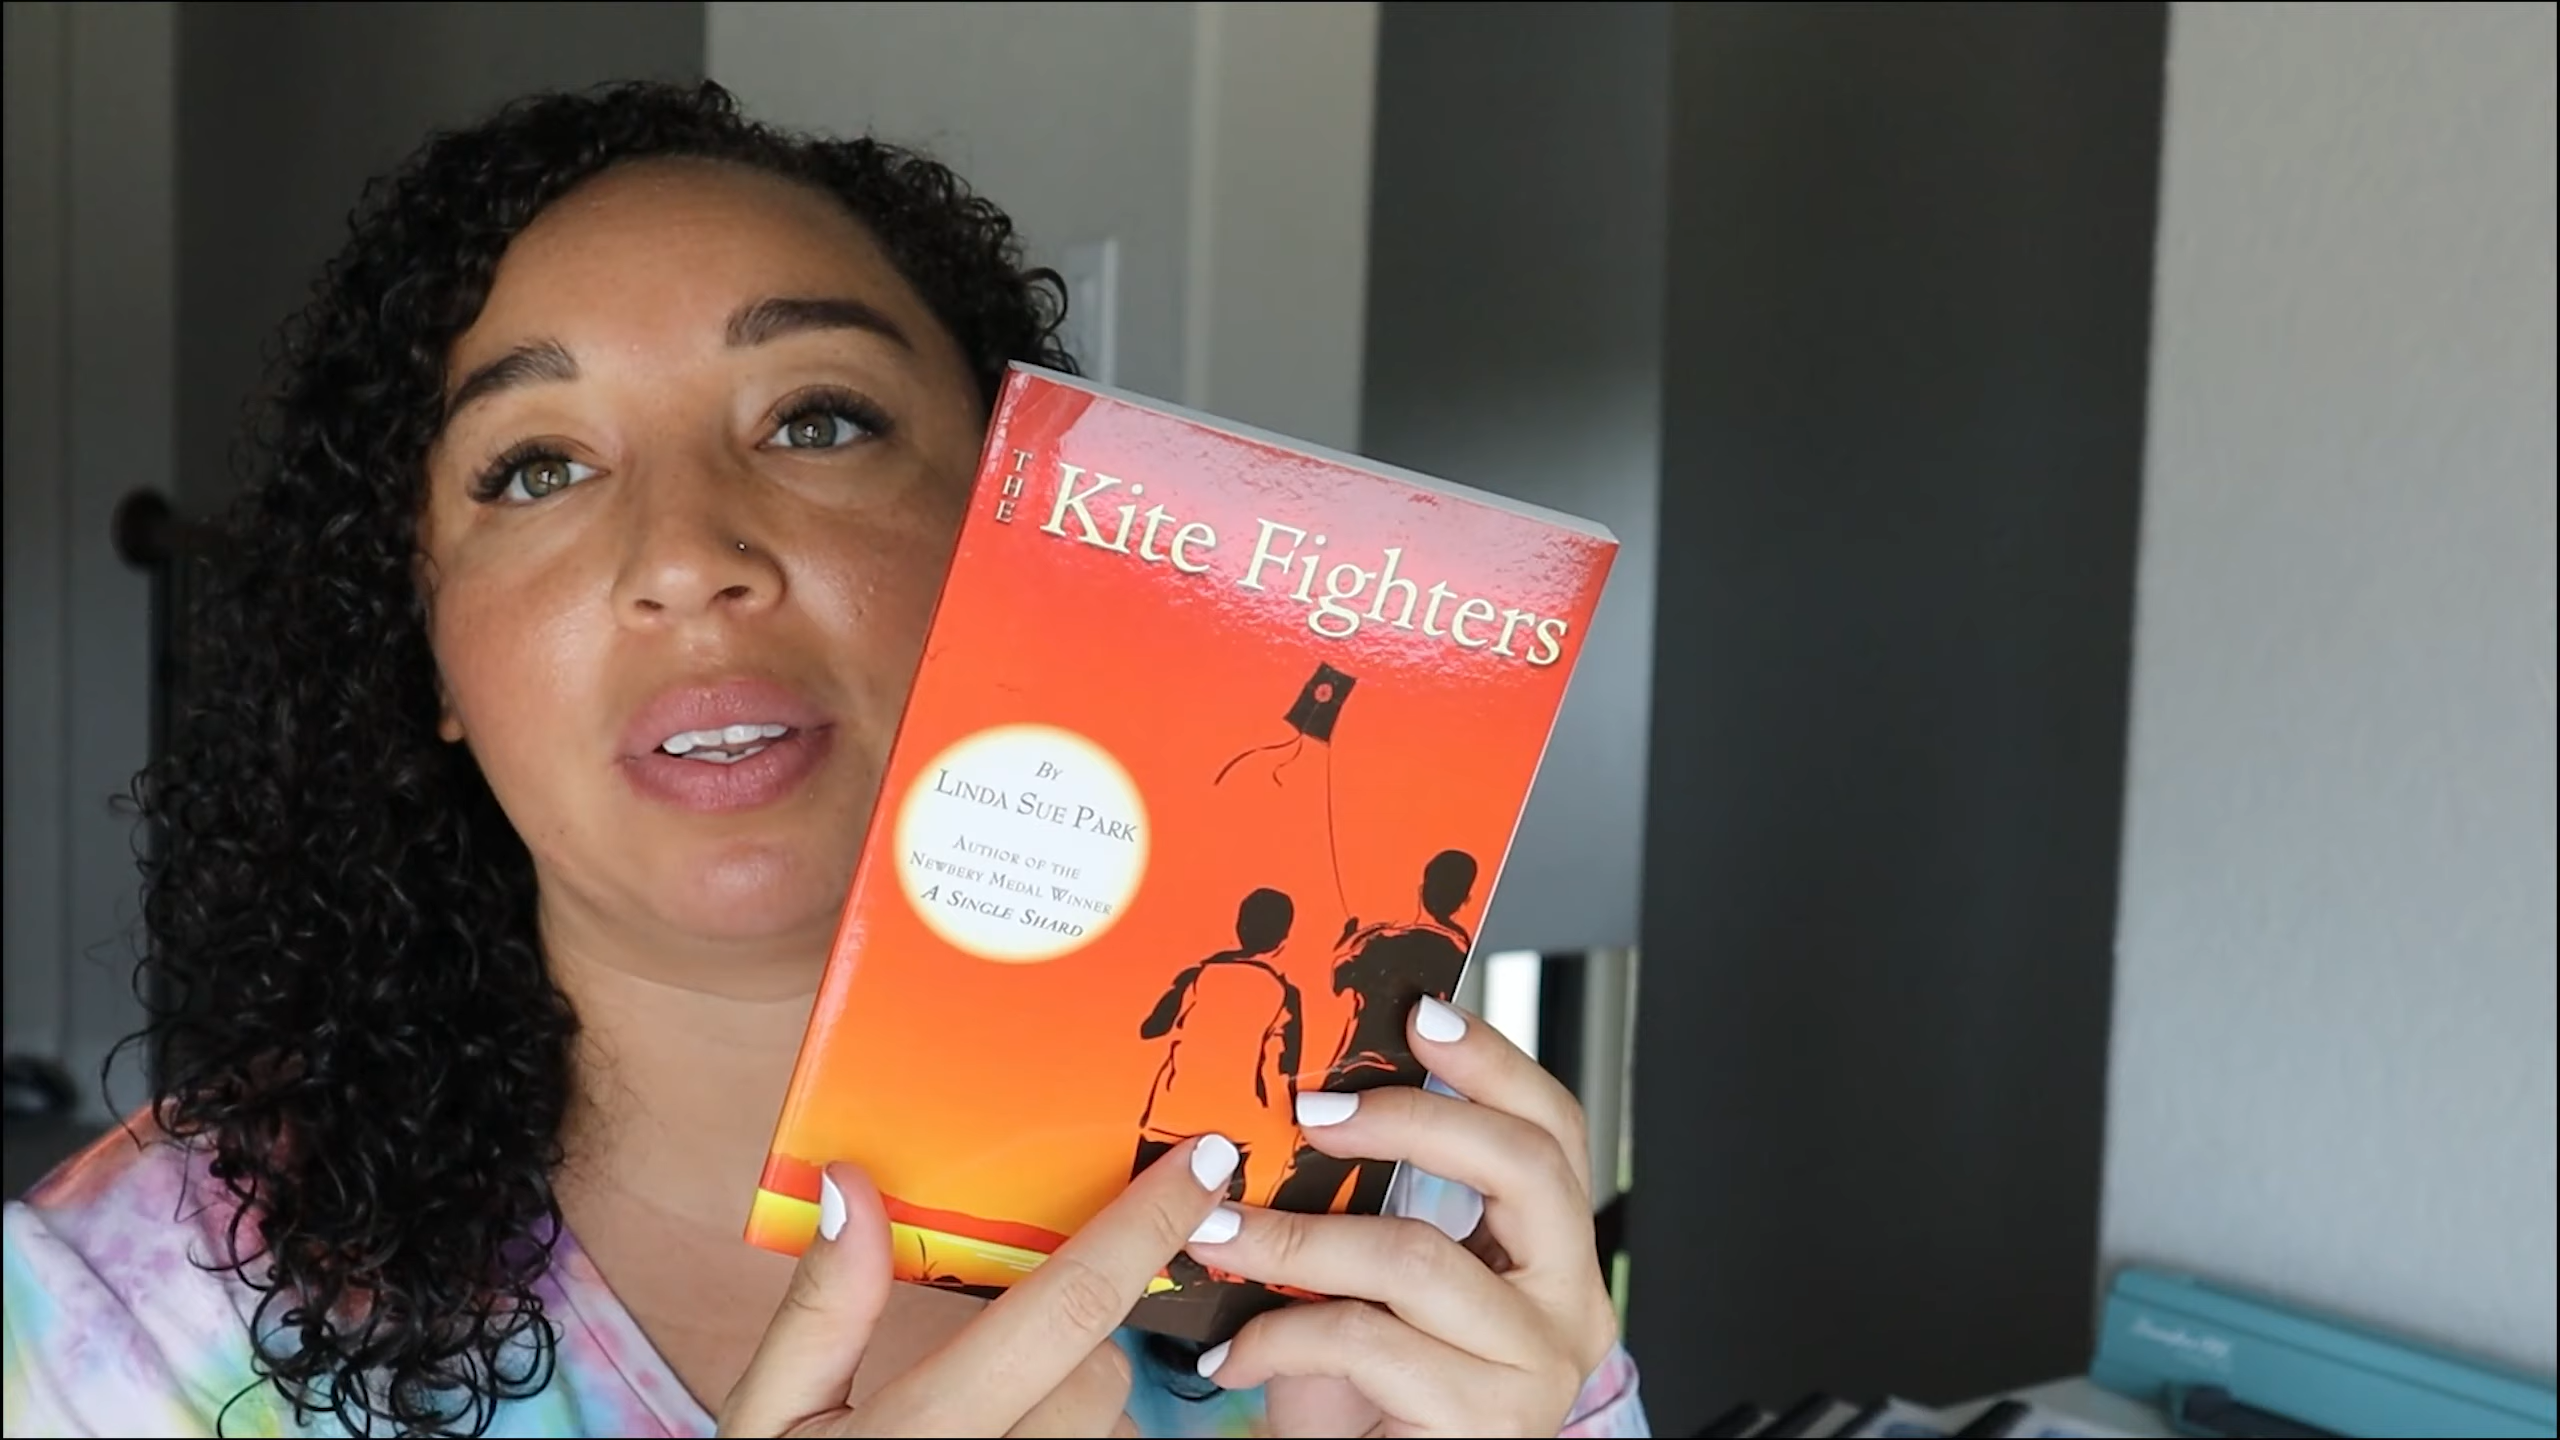 THE
Kite Fighters
BY
LINDA SUE PARK
AUTHOR OF THE
NEWBERY MEDAL WINNER
A SINGLE SHARD